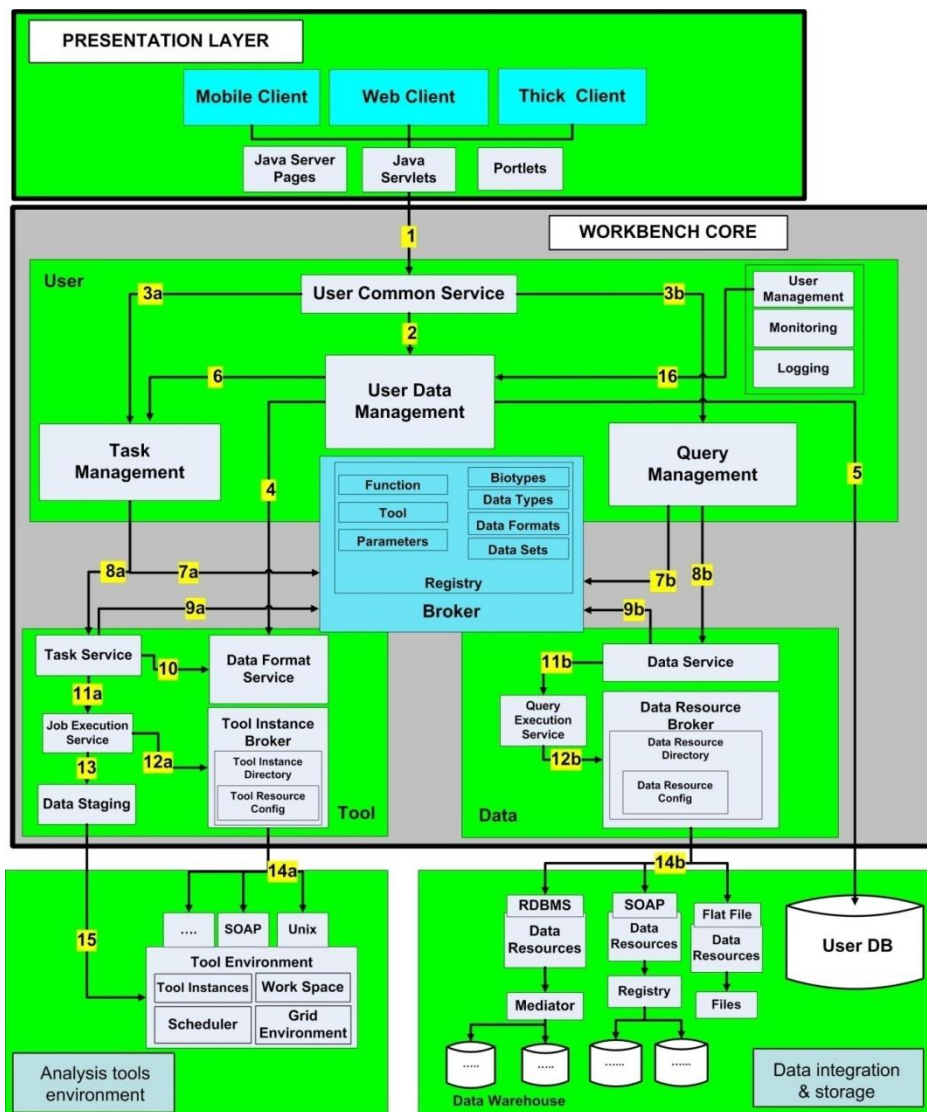 PRESENTATION LAYER
Mobile Client
Web Client
Thick Client
Java Server
Pages
Java
Servlets
Portlets
1
WORKBENCH CORE
User
3a
User Common Service
3b
User
Management
Monitoring
Logging
2
6
User Data
Management
16
Task
Management
4
Query
Management
5
Function
Tool
Parameters
Biotypes
Data Types
Data Formats
Data Sets
Registry
Broker
8a
7a
9a
7b
8b
9b
Task Service
10
Data Format
Service
11a
Job Execution
Service
12a
13
Data Staging
Tool Instance
Broker
Tool Instance
Directory
Tool Resource
Config
Tool
Data Service
11b
Query
Execution
Service
12b
Data Resource
Broker
Data Resource
Directory
Data Resource
Config
Data
14a
14b
15
....
SOAP
Unix
Tool Environment
Tool Instances
Work Space
Scheduler
Grid
Environment
Analysis tools
environment
RDBMS
Data
Resources
Mediator
SOAP
Data
Resources
Registry
Flat File
Data
Resources
Files
User DB
.....
.....
......
......
Data Warehouse
Data integration
& storage